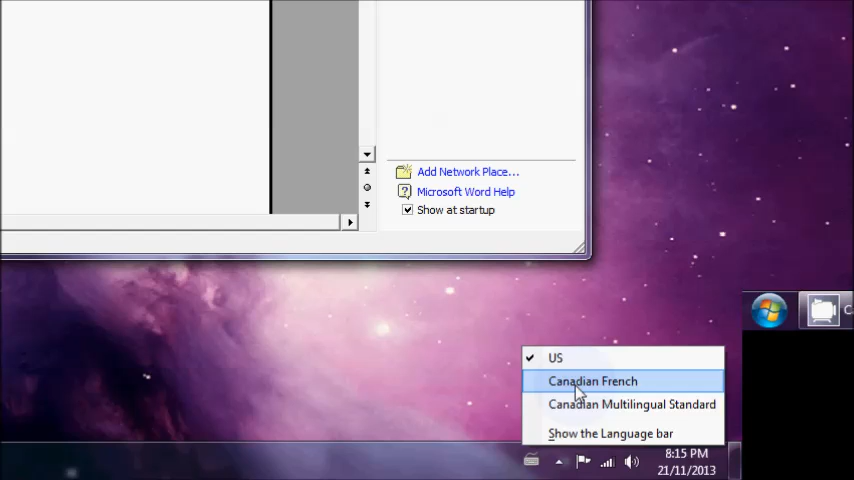 Add Network Place...
Microsoft Word Help
Show at startup
US
Canadian French
Canadian Multilingual Standard
Show the Language bar
8:15 PM
21/11/2013